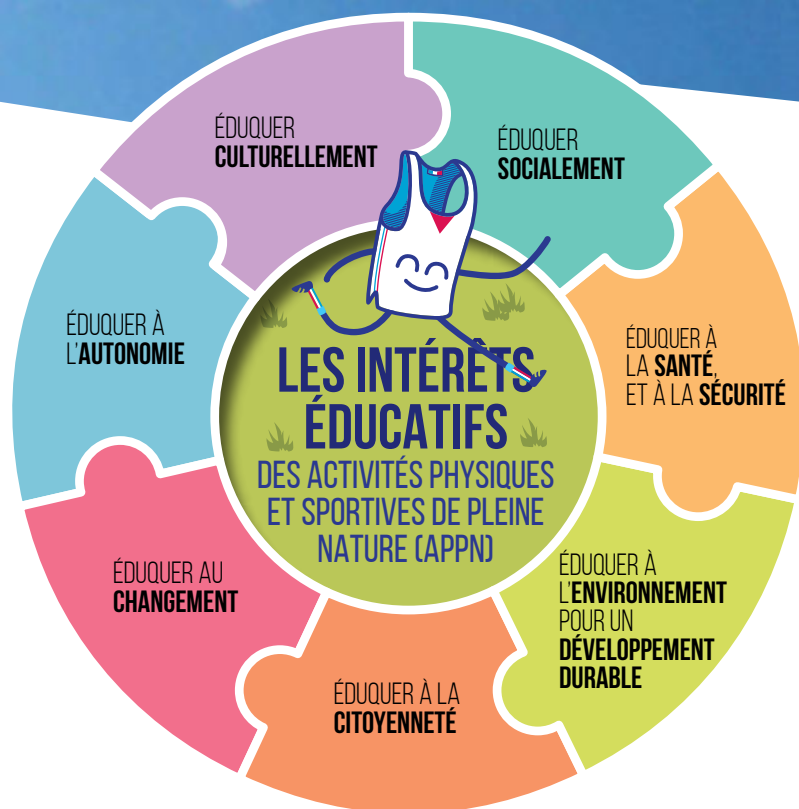 LES INTÉRÊTS
ÉDUCATIFS
DES ACTIVITÉS PHYSIQUES
ET SPORTIVES DE PLEINE
NATURE (APPN)
ÉDUQUER
CULTURELLEMENT
ÉDUQUER
SOCIALEMENT
ÉDUQUER À
LA SANTÉ,
ET À LA SÉCURITÉ
ÉDUQUER À
L'ENVIRONNEMENT
POUR UN
DÉVELOPPEMENT
DURABLE
ÉDUQUER À LA
CITOYENNETÉ
ÉDUQUER AU
CHANGEMENT
ÉDUQUER À
L'AUTONOMIE